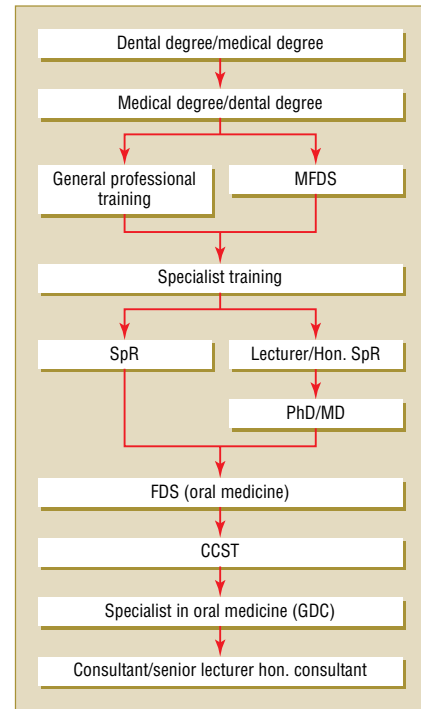 Dental degree/medical degree
Medical degree/dental degree
General professional
training
MFDS
Specialist training
SpR
Lecturer/Hon. SpR
PhD/MD
FDS (oral medicine)
CCST
Specialist in oral medicine (GDC)
Consultant/senior lecturer hon. consultant